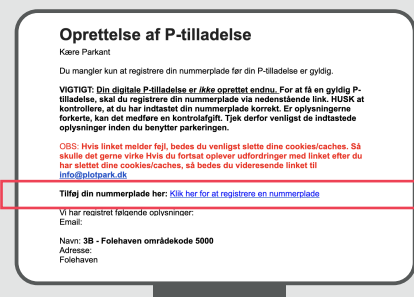 Oprettelse af P-tilladelse
Kære Parkant
Du mangler kun at registrere din nummerplade før din P-tilladelse er gyldig.
VIGTIGT: Din digitale P-tilladelse er ikke oprettet endnu. For at få en gyldig P-
tilladelse, skal du registrere din nummerplade via nedenstående link. HUSK at
kontrollere, at du har indtastet din nummerplade korrekt. Er oplysningerne
forkerte, kan det medføre en kontrolafgift. Tjek derfor venligst de indtastede
oplysninger inden du benytter parkeringen.
OBS: Hvis linket melder fejl, bedes du venligst slette dine cookies/caches. Så
skulle det gerne virke Hvis du fortsat oplever udfordringer med linket efter du
har slettet dine cookies/caches, så bedes du videresende linket til
info@plotpark.dk
Tilføj din nummerplade her: Klik her for at registrere en nummerplade
Vi har registret følgende oplysninger:
Email:
Navn: 3B - Folehaven områdekode 5000
Adresse:
Folehaven